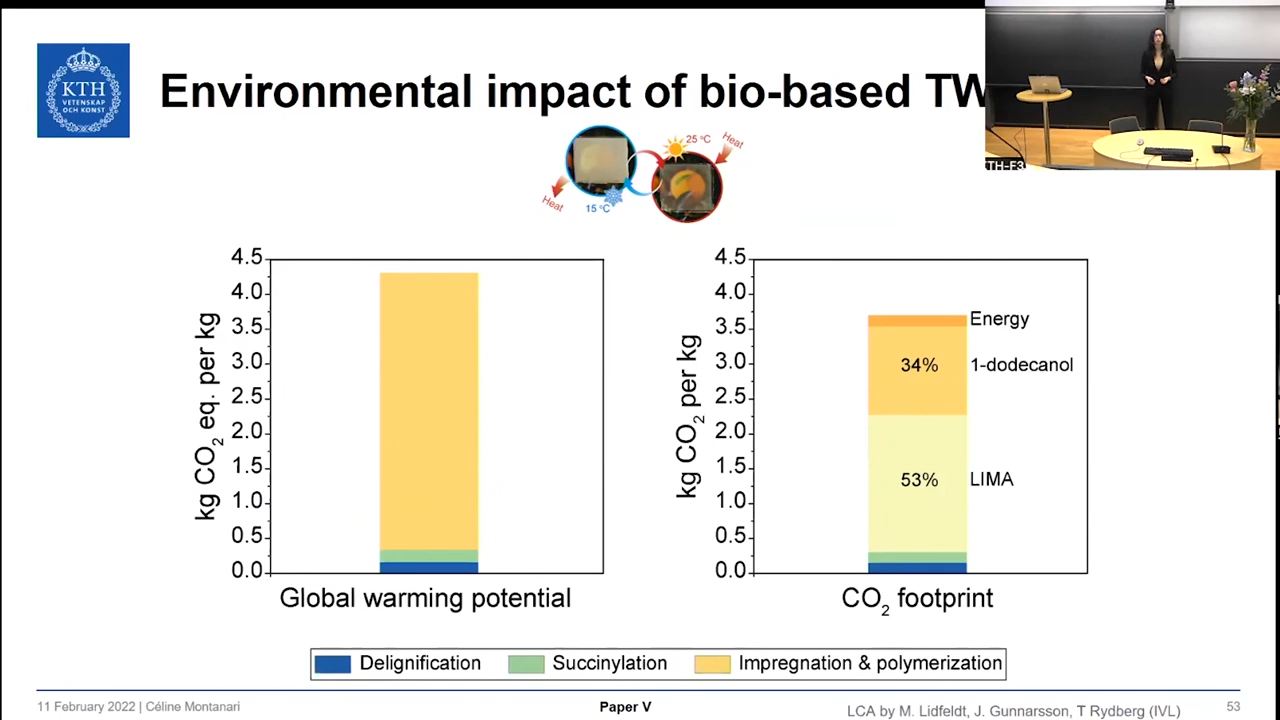 KTH
VETENSKAP
OCH KONST
Environmental impact of bio-based TW
KTH-F3
25 °C
Heat
Heat
15 °C
4.5
4.0
3.5
3.0
2.5
2.0
1.5
1.0
0.5
0.0
kg CO2 eq. per kg
Global warming potential
4.5
4.0
3.5
3.0
2.5
2.0
1.5
1.0
0.5
0.0
kg CO2 per kg
Energy
34% 1-dodecanol
53% LIMA
CO2 footprint
Delignification Succinylation Impregnation & polymerization
11 February 2022 | Céline Montanari
Paper V
LCA by M. Lidfeldt, J. Gunnarsson, T Rydberg (IVL)
53